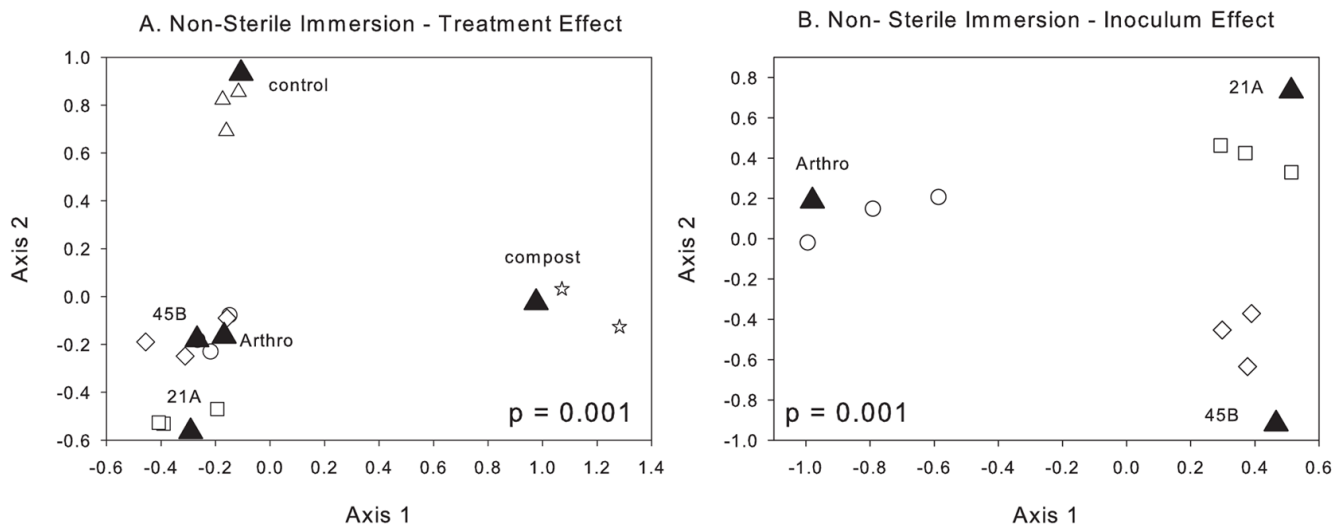 A. Non-Sterile Immersion - Treatment Effect
1.0
0.8
0.6
0.4
0.2
0.0
-0.2
-0.4
-0.6
Axis 2
control
compost
45B
Arthro
21A
p = 0.001
-0.6 -0.4 -0.2 0.0 0.2 0.4 0.6 0.8 1.0 1.2 1.4
Axis 1
B. Non- Sterile Immersion - Inoculum Effect
0.8
0.6
0.4
0.2
0.0
-0.2
-0.4
-0.6
-0.8
-1.0
Axis 2
21A
Arthro
45B
p = 0.001
-1.0 -0.8 -0.6 -0.4 -0.2 0.0 0.2 0.4 0.6
Axis 1